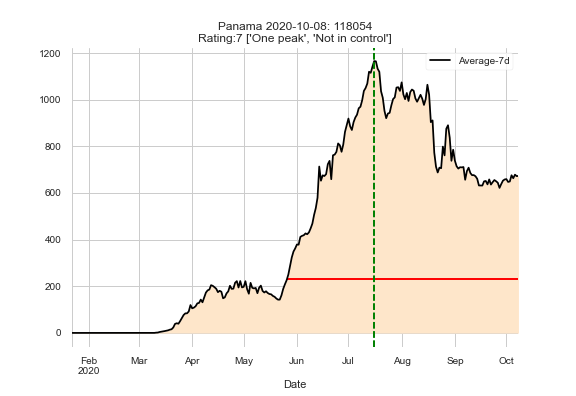 Panama 2020-10-08: 118054
Rating:7 ['One peak', 'Not in control']
Average-7d
1200
1000
800
600
400
200
0
Feb
2020
Mar
Apr
May
Jun
Jul
Aug
Sep
Oct
Date